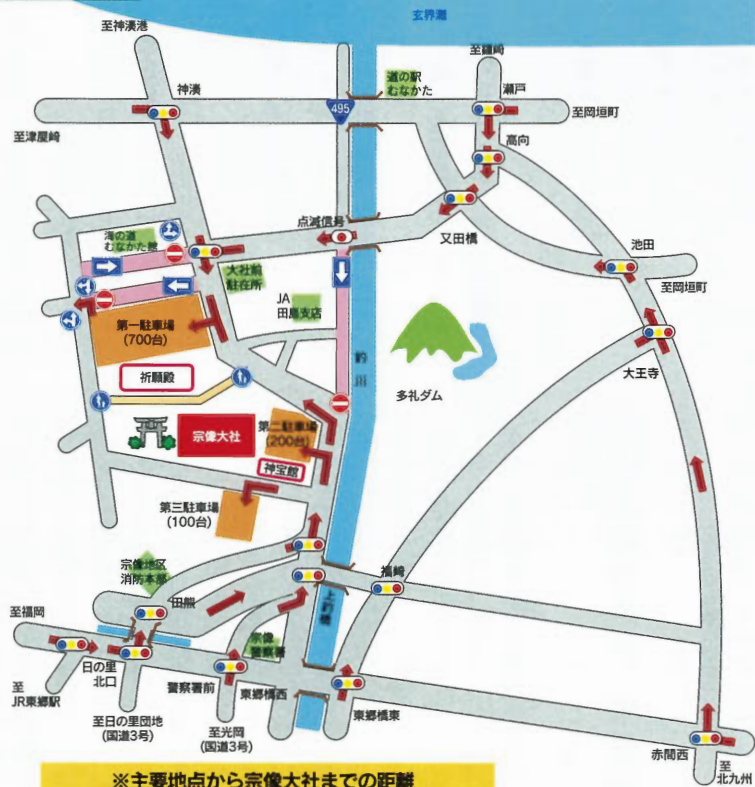 玄界灘
至神湊港
至鐘崎
神湊
495
道の駅
むなかた
瀬戸
至津屋崎
至岡垣町
高向
点滅信号
又田橋
海の道
むなかた館
池田
至岡垣町
大社前
駐在所
JA
田島支店
第一駐車場
(700台)
釣川
多礼ダム
大王寺
祈願殿
宗像大社
第二駐車場
(200台)
神宝館
第三駐車場
(100台)
宗像地区
消防本部
福崎
至福岡
田熊
上釣橋
宗像
警察署
日の里
北口
至
JR東郷駅
警察署前
東郷橋西
東郷橋東
至日の里団地
(国道3号)
至光岡
(国道3号)
赤間西
至
北九州
※主要地点から宗像大社までの距離